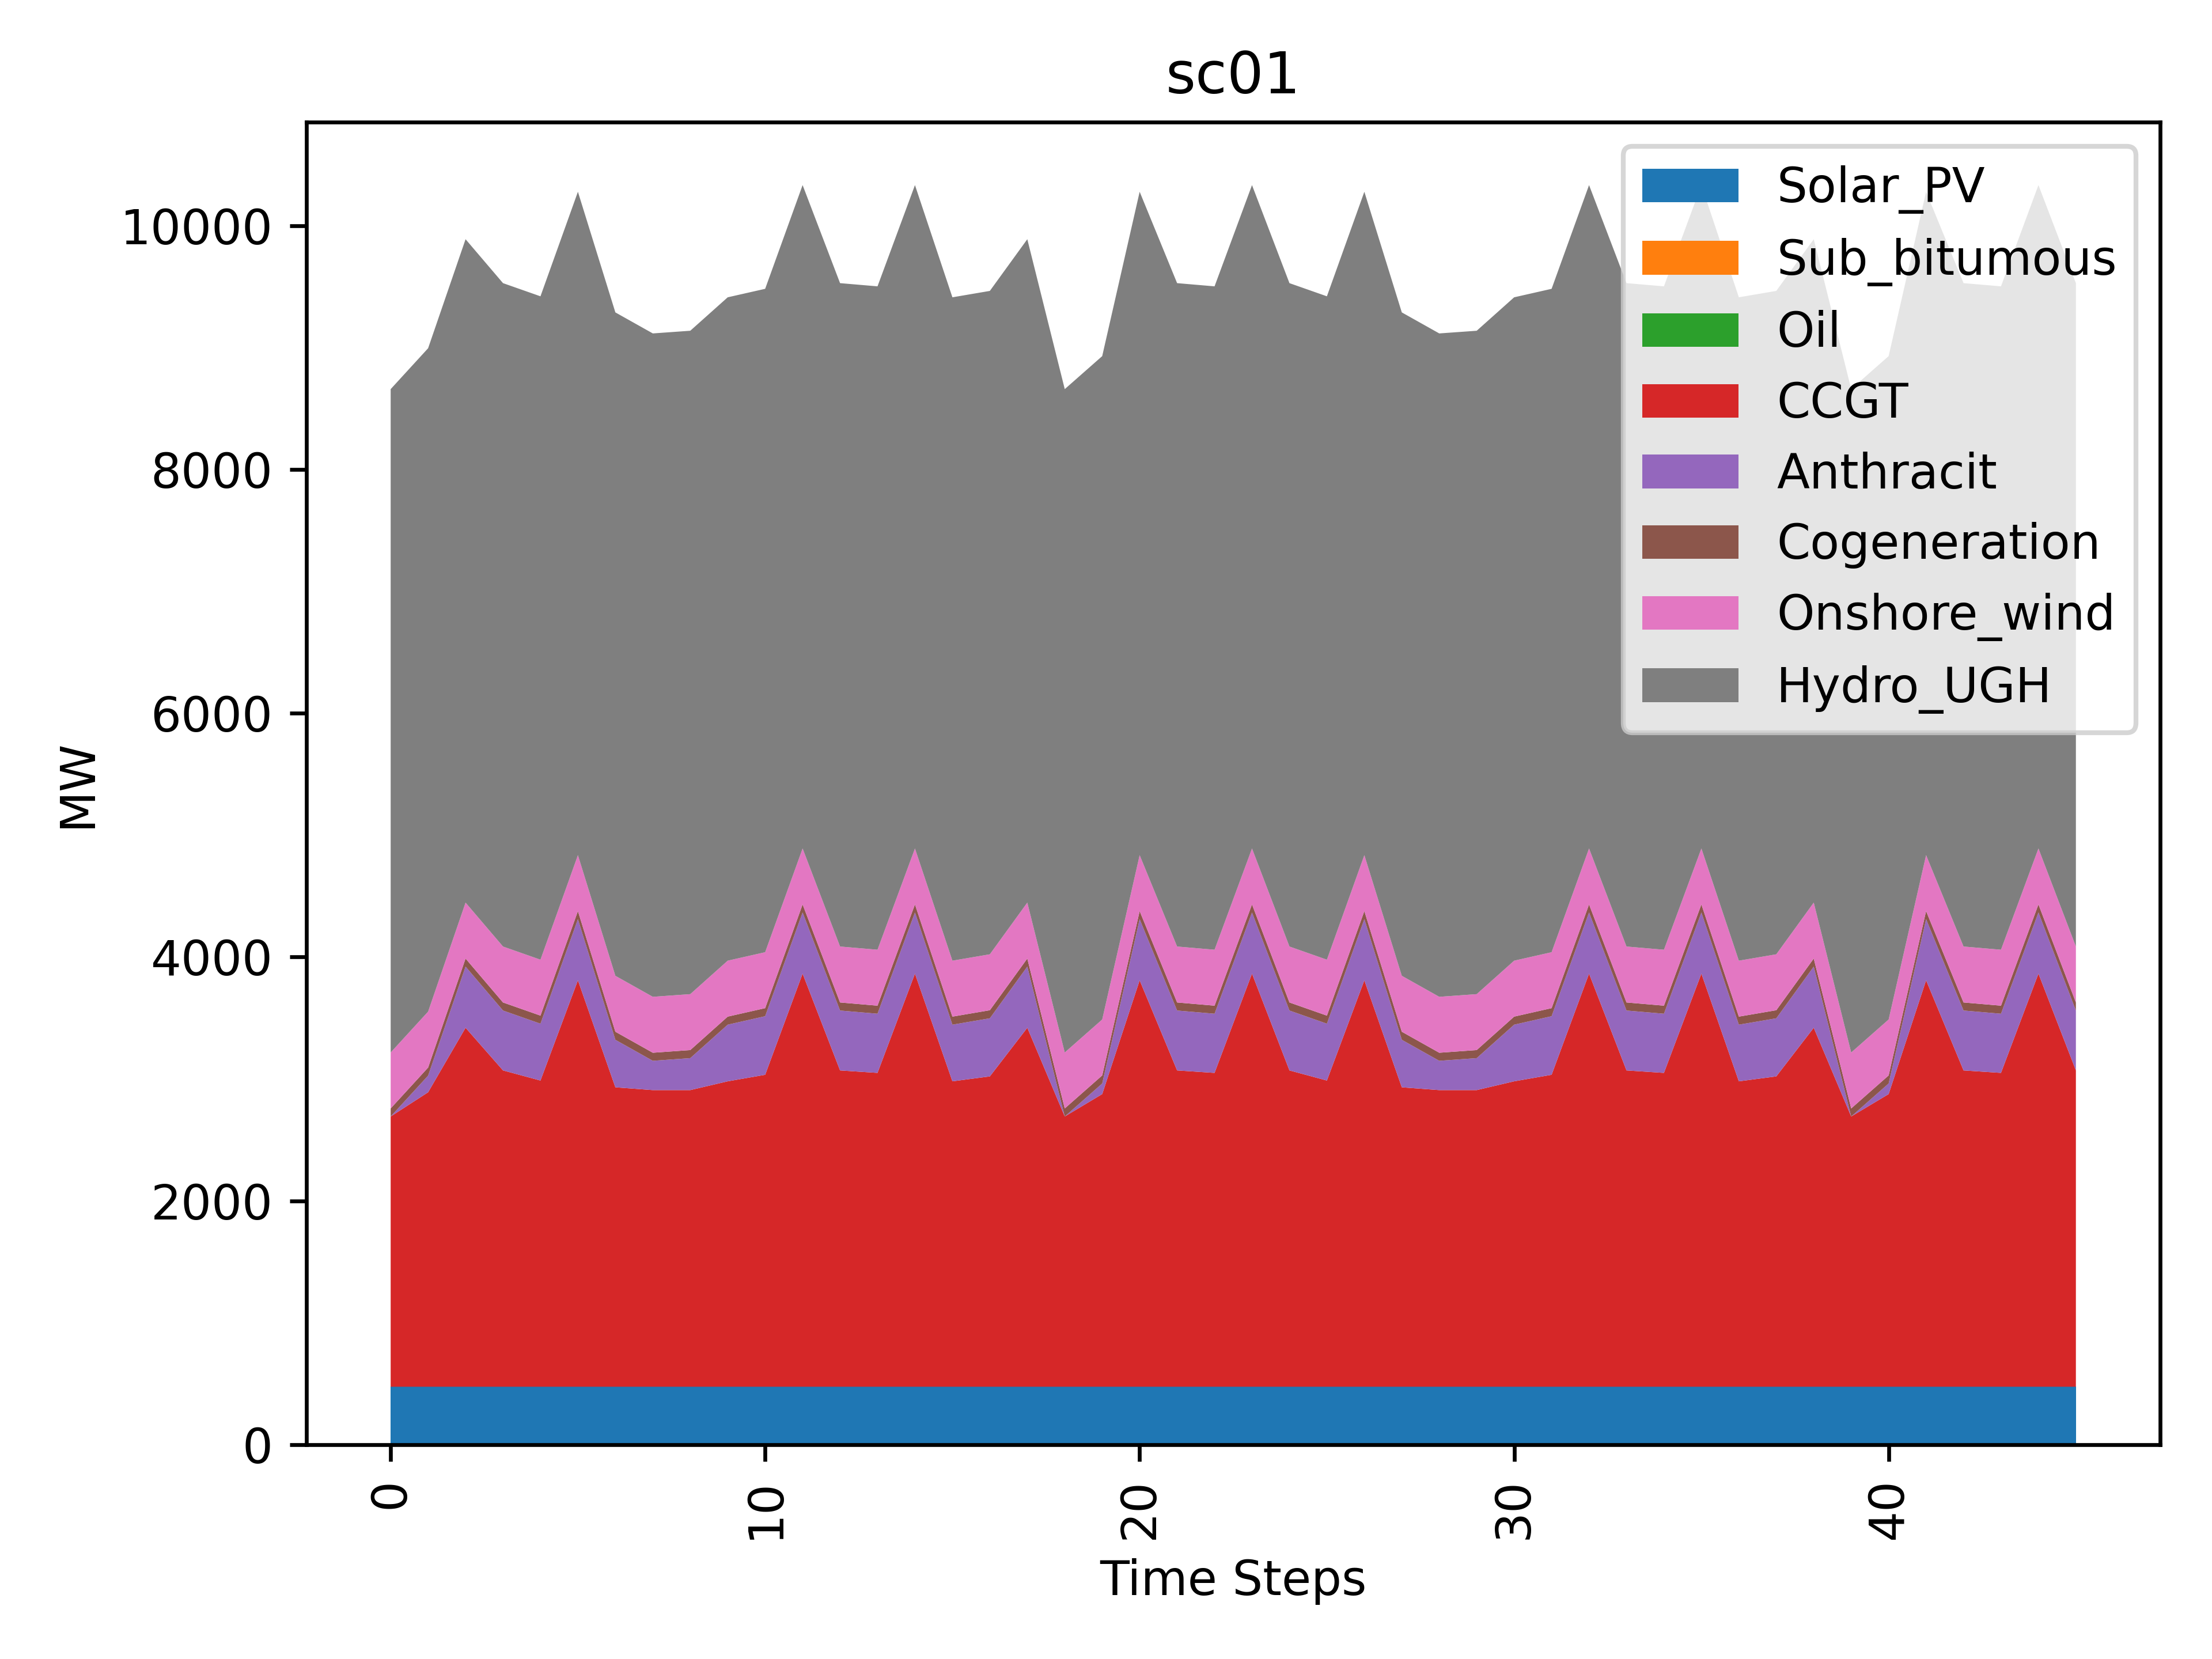 sc01
10000
8000
6000
4000
2000
0
MW
Solar_PV
Sub_bitumous
Oil
CCGT
Anthracit
Cogeneration
Onshore_wind
Hydro_UGH
0
10
20
30
40
Time Steps